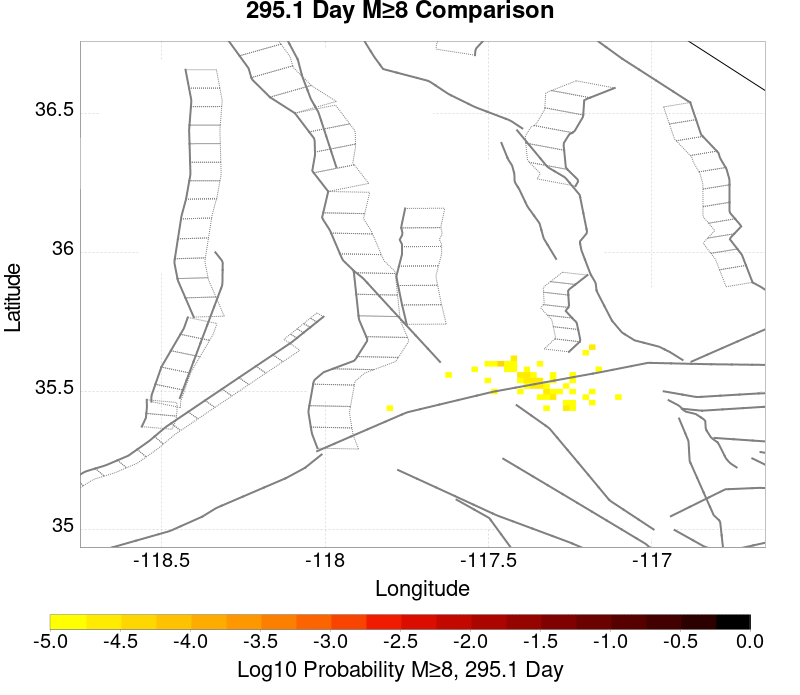 295.1 Day M≥8 Comparison
36.5
36
35.5
35
Latitude
-118.5 -118 -117.5 -117
Longitude
-5.0 -4.5 -4.0 -3.5 -3.0 -2.5 -2.0 -1.5 -1.0 -0.5 0.0
Log10 Probability M≥8, 295.1 Day